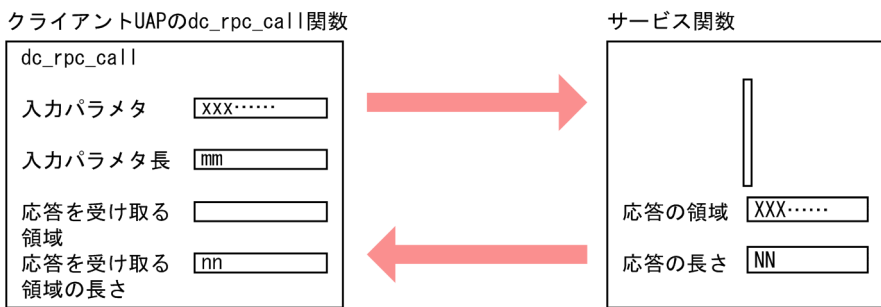 クライアントUAPのdc_rpc_call関数
dc_rpc_call
入力パラメタ xxx……
入力パラメタ長 mm
応答を受け取る
領域
応答を受け取る nn
領域の長さ
サービス関数
応答の領域 XXX……
応答の長さ NN